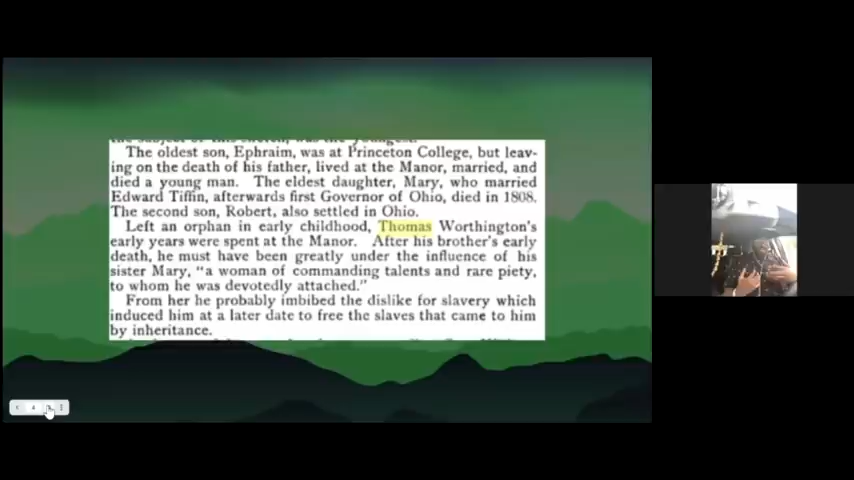 The oldest son, Ephraim, was at Princeton College, but leav-
ing on the death of his father, lived at the Manor, married, and
died a young man. The eldest daughter, Mary, who married
Edward Tiffin, afterwards first Governor of Ohio, died in 1808.
The second son, Robert, also settled in Ohio.
Left an orphan in early childhood, Thomas Worthington's
early years were spent at the Manor. After his brother's early
death, he must have been greatly under the influence of his
sister Mary, "a woman of commanding talents and rare piety,
to whom he was devotedly attached."
From her he probably imbibed the dislike for slavery which
induced him at a later date to free the slaves that came to him
by inheritance.